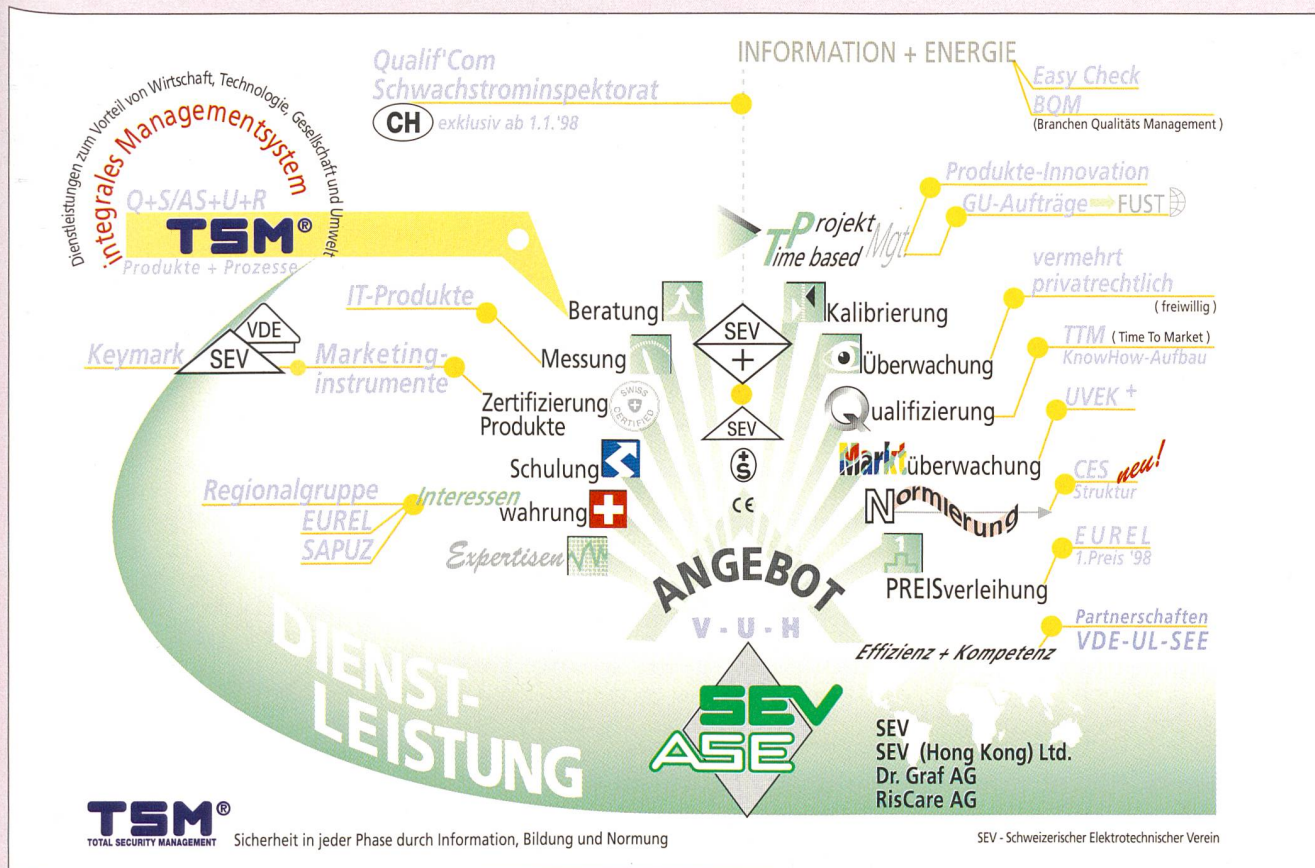 Dienstleistungen zum Vorteil von Wirtschaft, Technologie, Gesellschaft und Umwelt
integrales Managementsystem
Q+S/AS+U+R
TSM®
Produkte + Prozesse
Qualif'Com
Schwachstrominspektorat
CH exklusiv ab 1.1.'98
INFORMATION + ENERGIE
Easy Check
BQM
(Branchen Qualitäts Management)
Produkte-Innovation
GU-Aufträge FUST
Projekt
Time based Mgt.
vermehrt
privatrechtlich
(freiwillig)
TTM (Time To Market)
KnowHow-Aufbau
UVEK +
CES neu!
Struktur
EUREL
1.Preis '98
Partnerschaften
VDE-UL-SEE
IT-Produkte
Keymark
VDE
SEV
Marketing-
instrumente
Regionalgruppe
EUREL
SAPUZ
Beratung
Messung
Zertifizierung
Produkte
SWISS
CERTIFIED
Schulung
Interessen
wahrung
Expertisen
SEV
+
SEV
+
S
CE
Kalibrierung
Überwachung
Qualifizierung
Marktüberwachung
Normierung
1
PREISverleihung
Effizienz + Kompetenz
ANGEBOT
V - U - H
DIENST-
LEISTUNG
SEV
ASE
SEV
SEV (Hong Kong) Ltd.
Dr. Graf AG
RisCare AG
TSM®
TOTAL SECURITY MANAGEMENT
Sicherheit in jeder Phase durch Information, Bildung und Normung
SEV - Schweizerischer Elektrotechnischer Verein